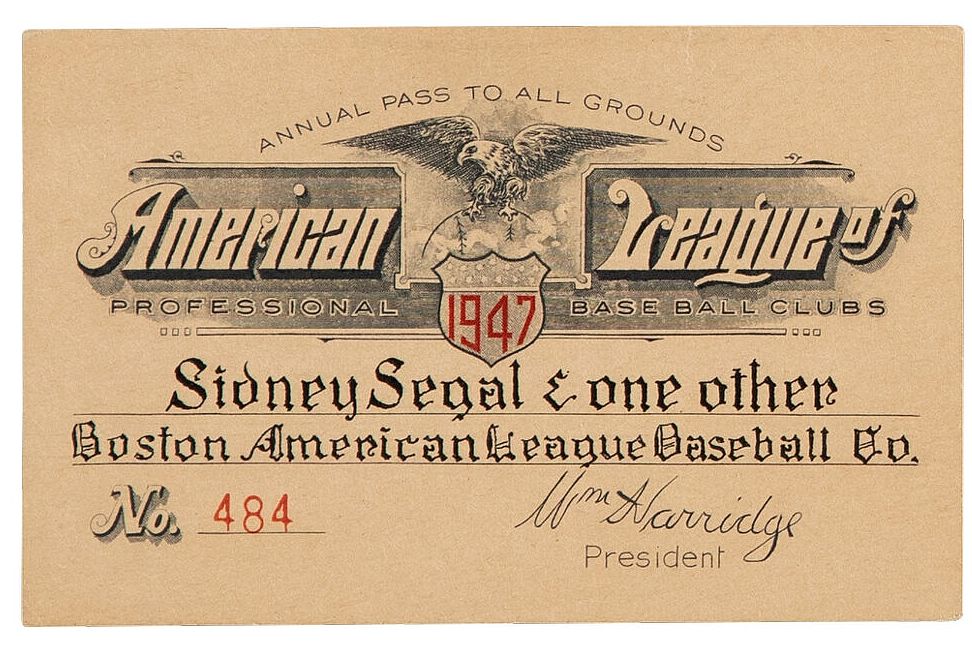 ANNUAL PASS TO ALL GROUNDS
American League of
PROFESSIONAL BASE BALL CLUBS
1947
Sidney Segal & one other
Boston American League Baseball Co.
No. 484
Wm Harridge
President